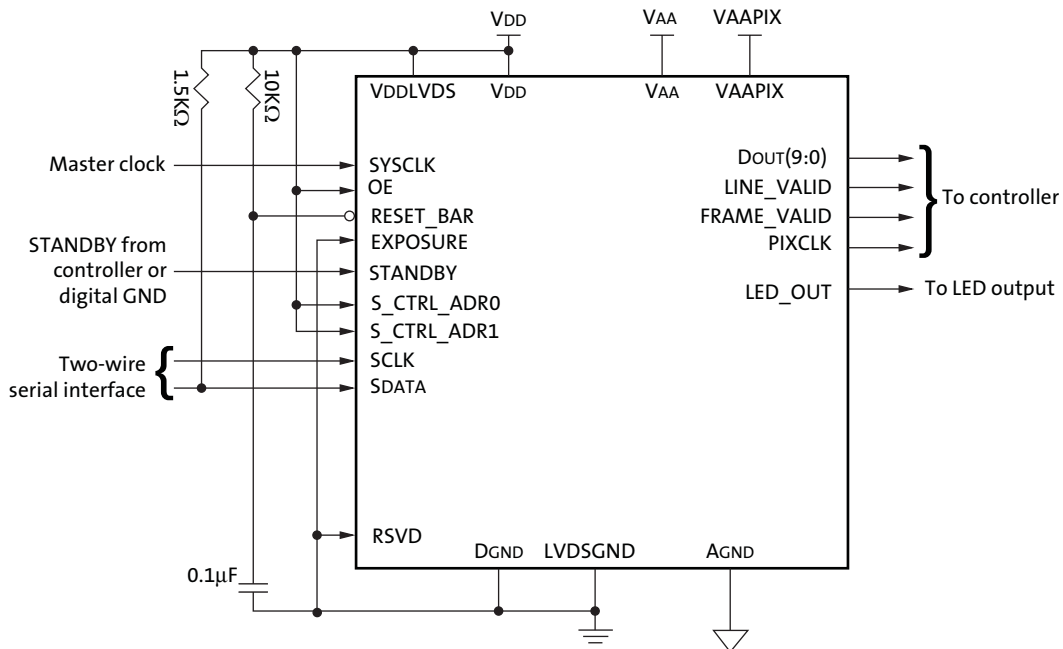 VDD
VAA
VAAPIX
1.5KΩ
10KΩ
VDDLVDS
VDD
VAA
VAAPIX
Master clock
SYSCLK
OE
RESET_BAR
EXPOSURE
STANDBY from
controller or
digital GND
STANDBY
S_CTRL_ADR0
S_CTRL_ADR1
Two-wire
serial interface
SCLK
SDATA
RSVD
0.1µF
DGND
LVDSGND
AGND
DOUT(9:0)
LINE_VALID
FRAME_VALID
PIXCLK
To controller
LED_OUT
To LED output